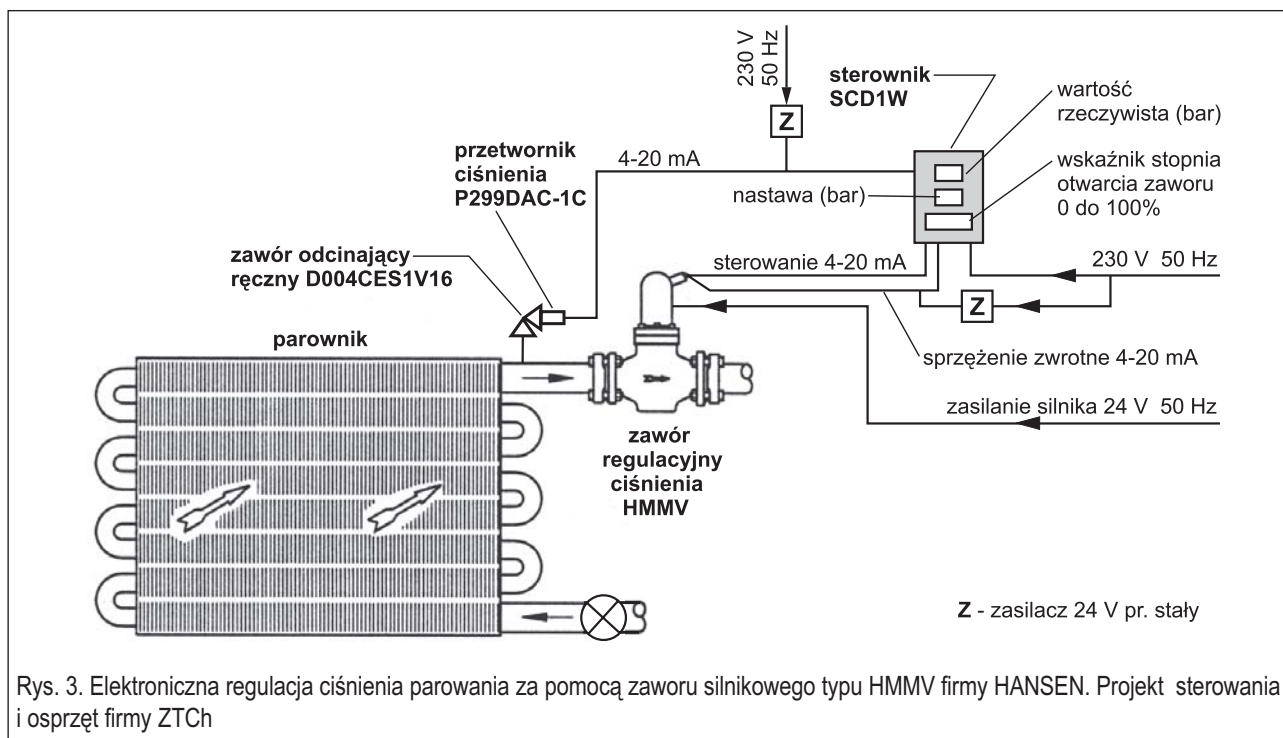 230 V
50 Hz
sterownik
SCD1W
wartość
rzeczywista (bar)
Z
przetwornik
ciśnienia
P299DAC-1C
4-20 mA
wskaźnik stopnia
otwarcia zaworu
0 do 100%
nastawa (bar)
zawór odcinający
ręczny D004CES1V16
sterowanie 4-20 mA
230 V 50 Hz
Z
parownik
sprzężenie zwrotne 4-20 mA
zasilanie silnika 24 V 50 Hz
zawór
regulacyjny
ciśnienia
HMMV
Z - zasilacz 24 V pr. stały
Rys. 3. Elektroniczna regulacja ciśnienia parowania za pomocą zaworu silnikowego typu HMMV firmy HANSEN. Projekt sterowania
i osprzęt firmy ZTCh